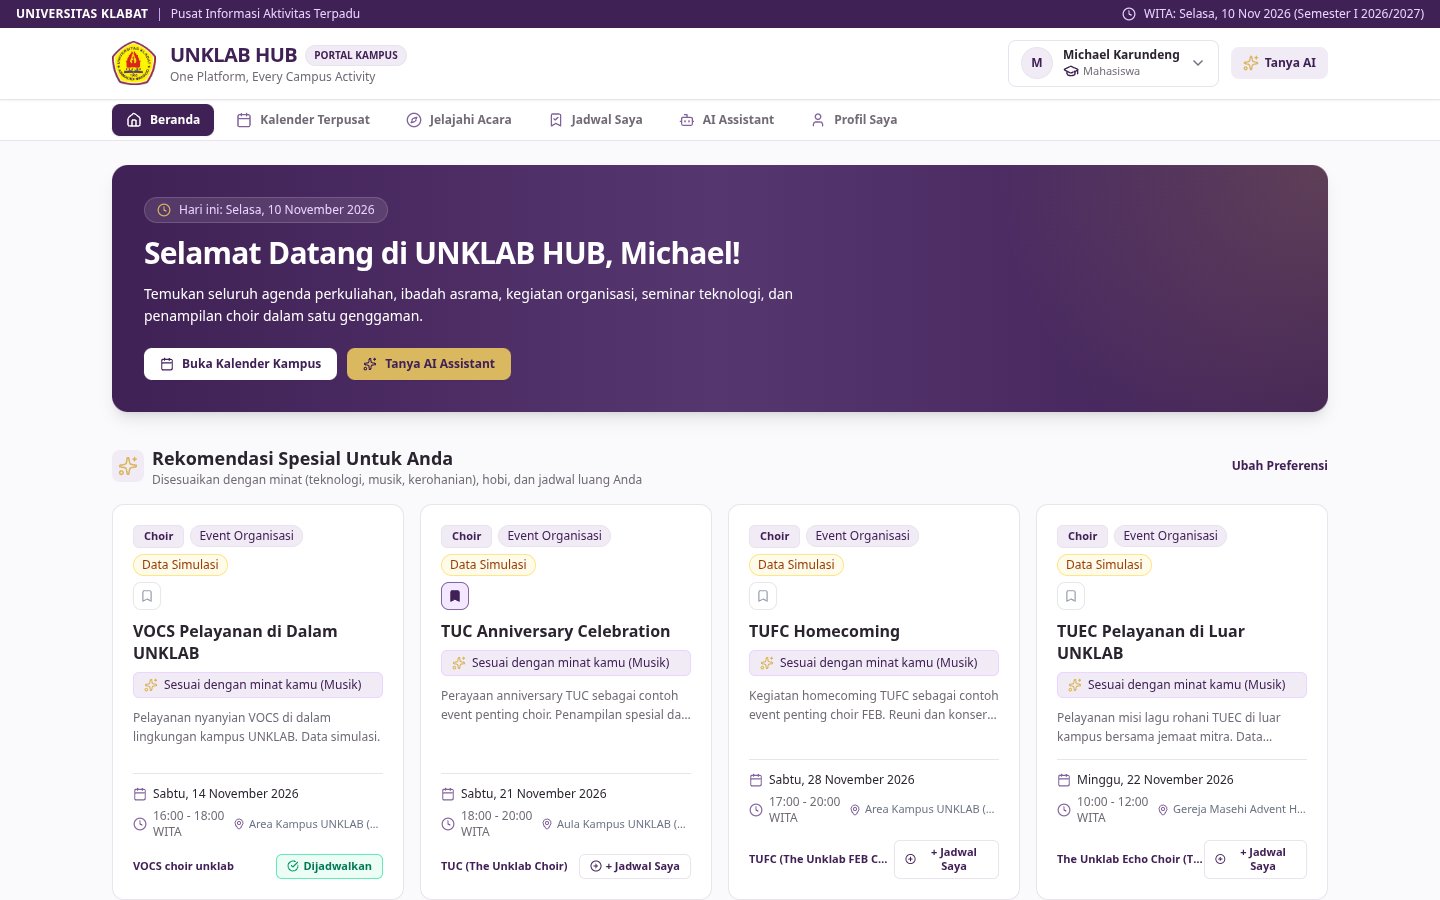 UNIVERSITAS KLABAT | Pusat Informasi Aktivitas Terpadu
WITA: Selasa, 10 Nov 2026 (Semester I 2026/2027)
UNKLAB HUB PORTAL KAMPUS
One Platform, Every Campus Activity
M
Michael Karundeng
Mahasiswa
Tanya AI
Beranda Kalender Terpusat Jelajahi Acara Jadwal Saya AI Assistant Profil Saya
Hari ini: Selasa, 10 November 2026
Selamat Datang di UNKLAB HUB, Michael!
Temukan seluruh agenda perkuliahan, ibadah asrama, kegiatan organisasi, seminar teknologi, dan
penampilan choir dalam satu genggaman.
Buka Kalender Kampus Tanya AI Assistant
Rekomendasi Spesial Untuk Anda
Disesuaikan dengan minat (teknologi, musik, kerohanian), hobi, dan jadwal luang Anda
Ubah Preferensi
Choir Event Organisasi
Data Simulasi
VOCS Pelayanan di Dalam
UNKLAB
Sesuai dengan minat kamu (Musik)
Pelayanan nyanyian VOCS di dalam
lingkungan kampus UNKLAB. Data simulasi.
Sabtu, 14 November 2026
16:00 - 18:00
WITA
Area Kampus UNKLAB (...
VOCS choir unklab
Dijadwalkan
Choir Event Organisasi
Data Simulasi
TUC Anniversary Celebration
Sesuai dengan minat kamu (Musik)
Perayaan anniversary TUC sebagai contoh
event penting choir. Penampilan spesial da...
Sabtu, 21 November 2026
18:00 - 20:00
WITA
Aula Kampus UNKLAB (...
TUC (The Unklab Choir)
+ Jadwal Saya
Choir Event Organisasi
Data Simulasi
TUFC Homecoming
Sesuai dengan minat kamu (Musik)
Kegiatan homecoming TUFC sebagai contoh
event penting choir FEB. Reuni dan konser...
Sabtu, 28 November 2026
17:00 - 20:00
WITA
Area Kampus UNKLAB (...
TUFC (The Unklab FEB C...
+ Jadwal
Saya
Choir Event Organisasi
Data Simulasi
TUEC Pelayanan di Luar
UNKLAB
Sesuai dengan minat kamu (Musik)
Pelayanan misi lagu rohani TUEC di luar
kampus bersama jemaat mitra. Data...
Minggu, 22 November 2026
10:00 - 12:00
WITA
Gereja Masehi Advent H...
The Unklab Echo Choir (T...
+ Jadwal
Saya